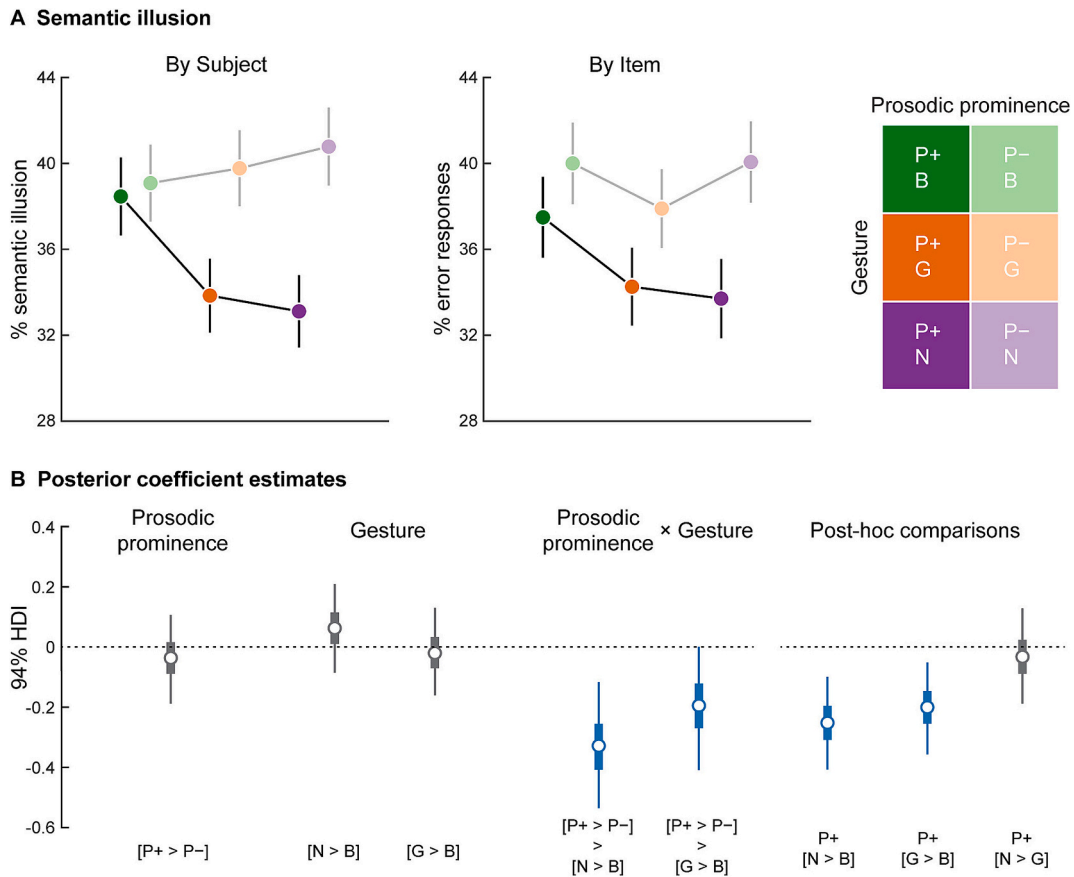 A Semantic illusion
By Subject
44
40
36
32
28
% semantic illusion
By Item
44
40
36
32
28
% error responses
Prosodic prominence
Gesture
P+
B
P−
B
P+
G
P−
G
P+
N
P−
N
B Posterior coefficient estimates
0.4
0.2
0
-0.2
-0.4
-0.6
94% HDI
Prosodic
prominence
Gesture
Prosodic
prominence × Gesture
Post-hoc comparisons
[P+ > P−]
[N > B]
[G > B]
[P+ > P−]
>
[N > B]
[P+ > P−]
>
[G > B]
P+
[N > B]
P+
[G > B]
P+
[N > G]